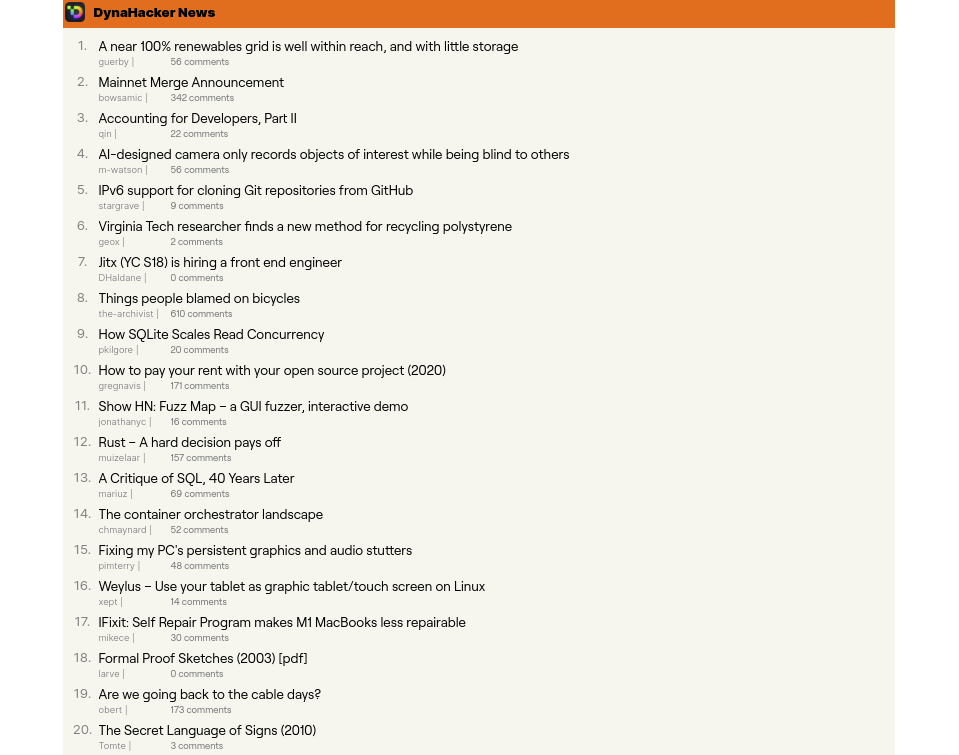 DynaHacker News
1. A near 100% renewables grid is well within reach, and with little storage
guerby | 56 comments
2. Mainnet Merge Announcement
bowsamic | 342 comments
3. Accounting for Developers, Part II
qin | 22 comments
4. AI-designed camera only records objects of interest while being blind to others
m-watson | 56 comments
5. IPv6 support for cloning Git repositories from GitHub
stargrave | 9 comments
6. Virginia Tech researcher finds a new method for recycling polystyrene
geox | 2 comments
7. Jitx (YC S18) is hiring a front end engineer
DHaldane | 0 comments
8. Things people blamed on bicycles
the-archivist | 610 comments
9. How SQLite Scales Read Concurrency
pkilgore | 20 comments
10. How to pay your rent with your open source project (2020)
gregnavis | 171 comments
11. Show HN: Fuzz Map – a GUI fuzzer, interactive demo
jonathanyc | 16 comments
12. Rust – A hard decision pays off
muizelaar | 157 comments
13. A Critique of SQL, 40 Years Later
mariuz | 69 comments
14. The container orchestrator landscape
chmaynard | 52 comments
15. Fixing my PC's persistent graphics and audio stutters
pimterry | 48 comments
16. Weylus – Use your tablet as graphic tablet/touch screen on Linux
xept | 14 comments
17. IFixit: Self Repair Program makes M1 MacBooks less repairable
mikece | 30 comments
18. Formal Proof Sketches (2003) [pdf]
larve | 0 comments
19. Are we going back to the cable days?
obert | 173 comments
20. The Secret Language of Signs (2010)
Tomte | 3 comments